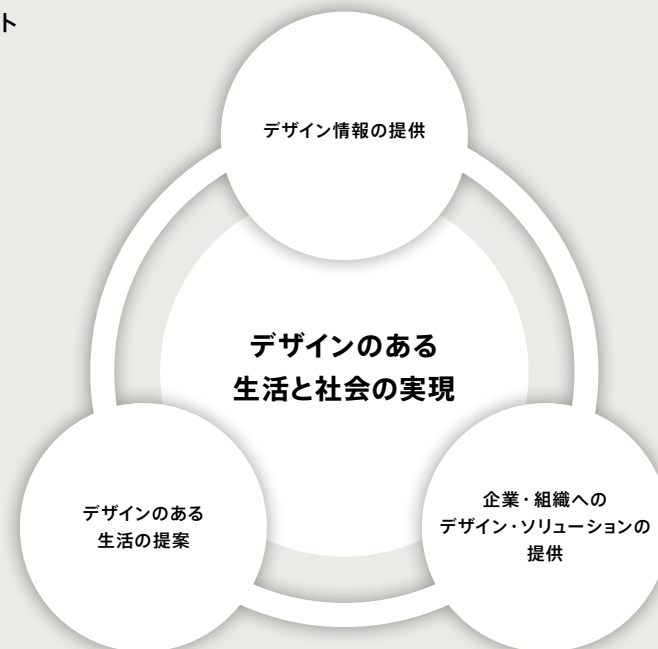 ト
デザイン情報の提供
デザインのある
生活と社会の実現
デザインのある
生活の提案
企業・組織への
デザイン・ソリューションの
提供